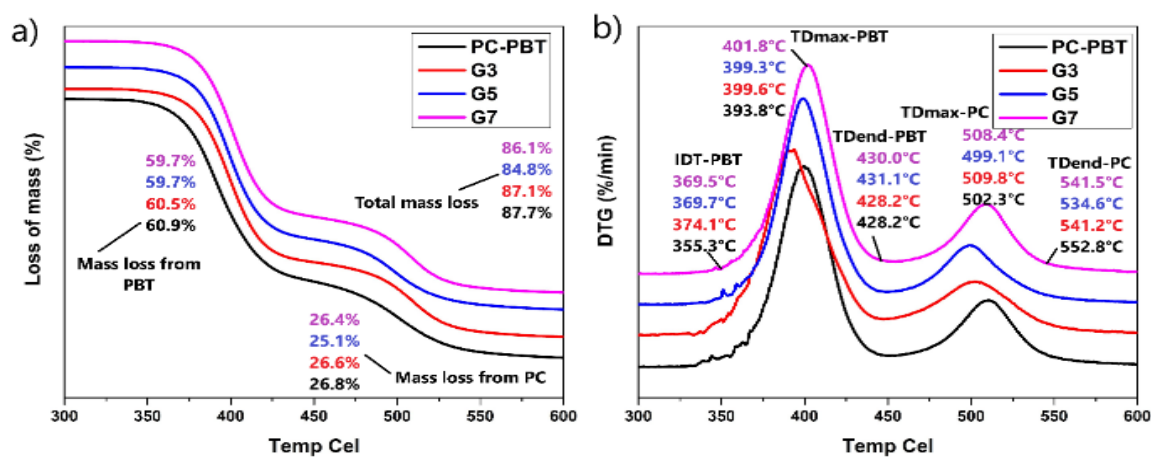 a)
PC-PBT
G3
G5
G7
59.7%
59.7%
60.5%
60.9%
Mass loss from
PBT
86.1%
84.8%
87.1%
87.7%
Total mass loss
26.4%
25.1%
26.6%
26.8%
Mass loss from PC
Loss of mass (%)
300
350
400
450
500
550
600
Temp Cel
b)
PC-PBT
G3
G5
G7
TDmax-PBT
401.8°C
399.3°C
399.6°C
393.8°C
IDT-PBT
369.5°C
369.7°C
374.1°C
355.3°C
TDend-PBT
430.0°C
431.1°C
428.2°C
428.2°C
TDmax-PC
508.4°C
499.1°C
509.8°C
502.3°C
TDend-PC
541.5°C
534.6°C
541.2°C
552.8°C
DTG (%/min)
300
350
400
450
500
550
600
Temp Cel